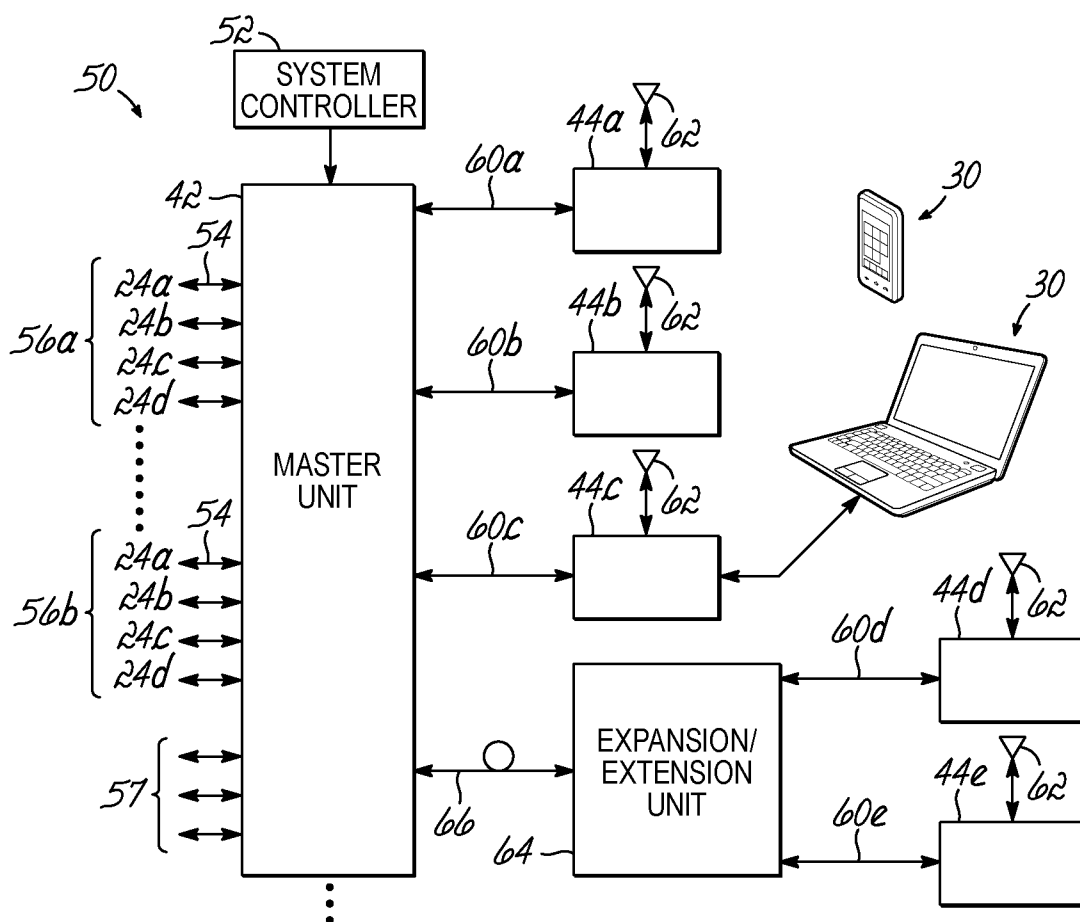 52
SYSTEM
CONTROLLER
50
62
44a
60a
30
42
54
24a
24b
24c
24d
56a
62
44b
60b
30
MASTER
UNIT
62
44c
60c
54
24a
24b
24c
24d
56b
62
44d
60d
EXPANSION/
EXTENSION
UNIT
57
66
64
62
44e
60e